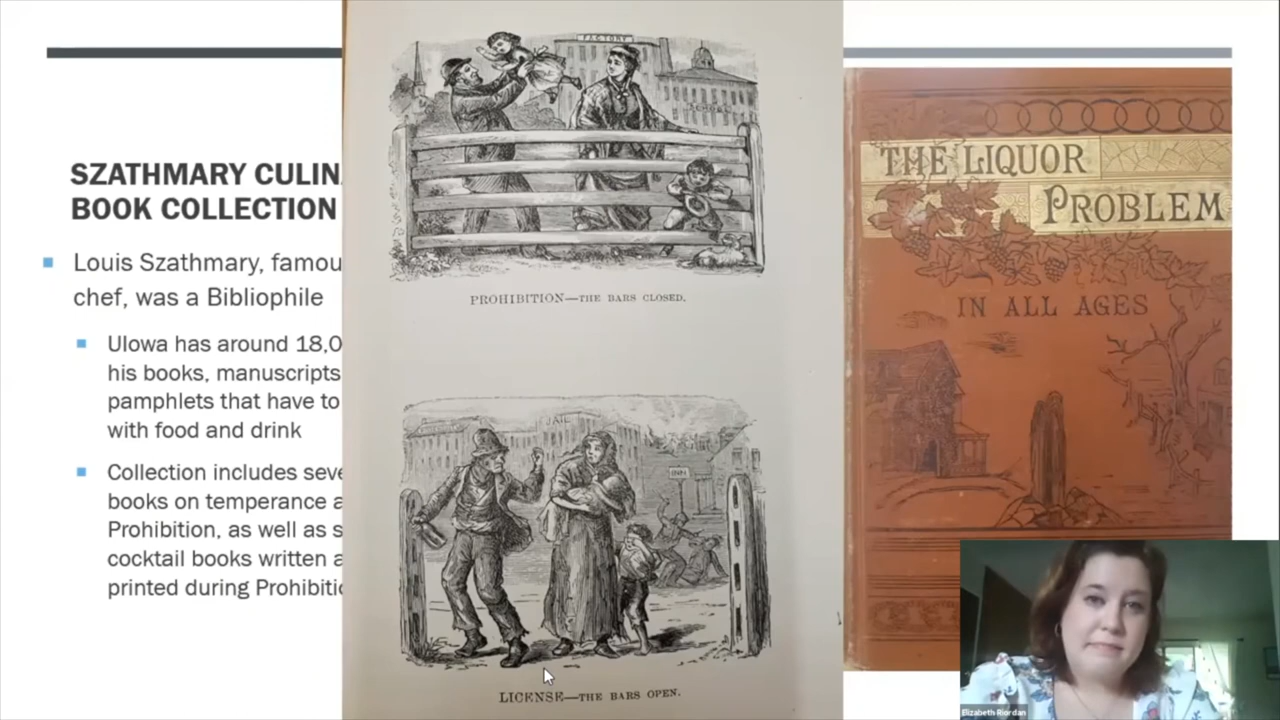 SZATHMARY CULIN
BOOK COLLECTION
Louis Szathmary, famou
chef, was a Bibliophile
UIowa has around 18,0
his books, manuscripts
pamphlets that have to
with food and drink
Collection includes seve
books on temperance a
Prohibition, as well as s
cocktail books written a
printed during Prohibitio
FACTORY
SCHOOL
PROHIBITION—THE BARS CLOSED.
JAIL
INN
LICENSE—THE BARS OPEN.
THE LIQUOR
PROBLEM
IN ALL AGES
Elizabeth Riordan